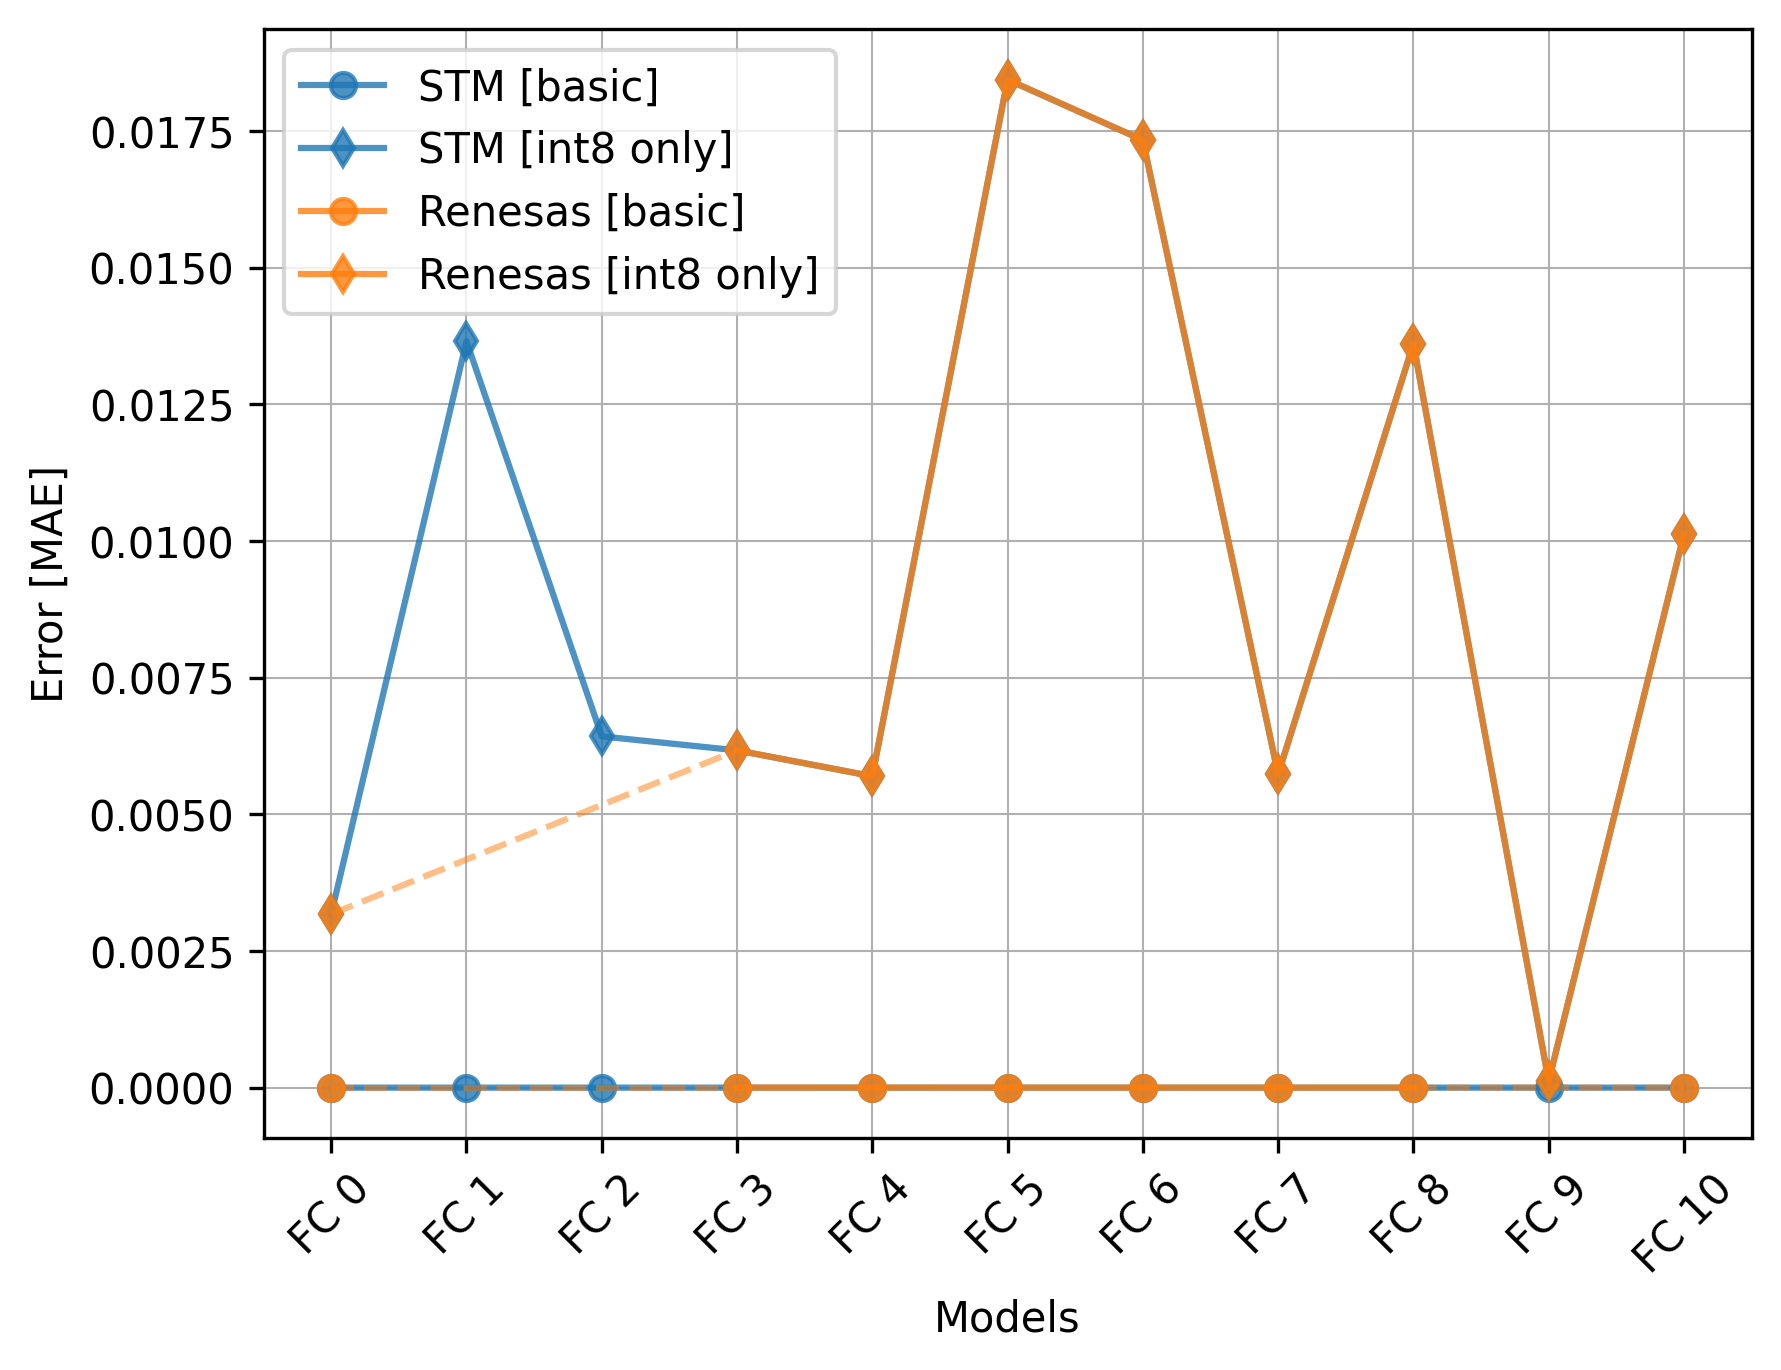 STM [basic]
STM [int8 only]
Renesas [basic]
Renesas [int8 only]
0.0175
0.0150
0.0125
0.0100
0.0075
0.0050
0.0025
0.0000
Error [MAE]
FC 0
FC 1
FC 2
FC 3
FC 4
FC 5
FC 6
FC 7
FC 8
FC 9
FC 10
Models